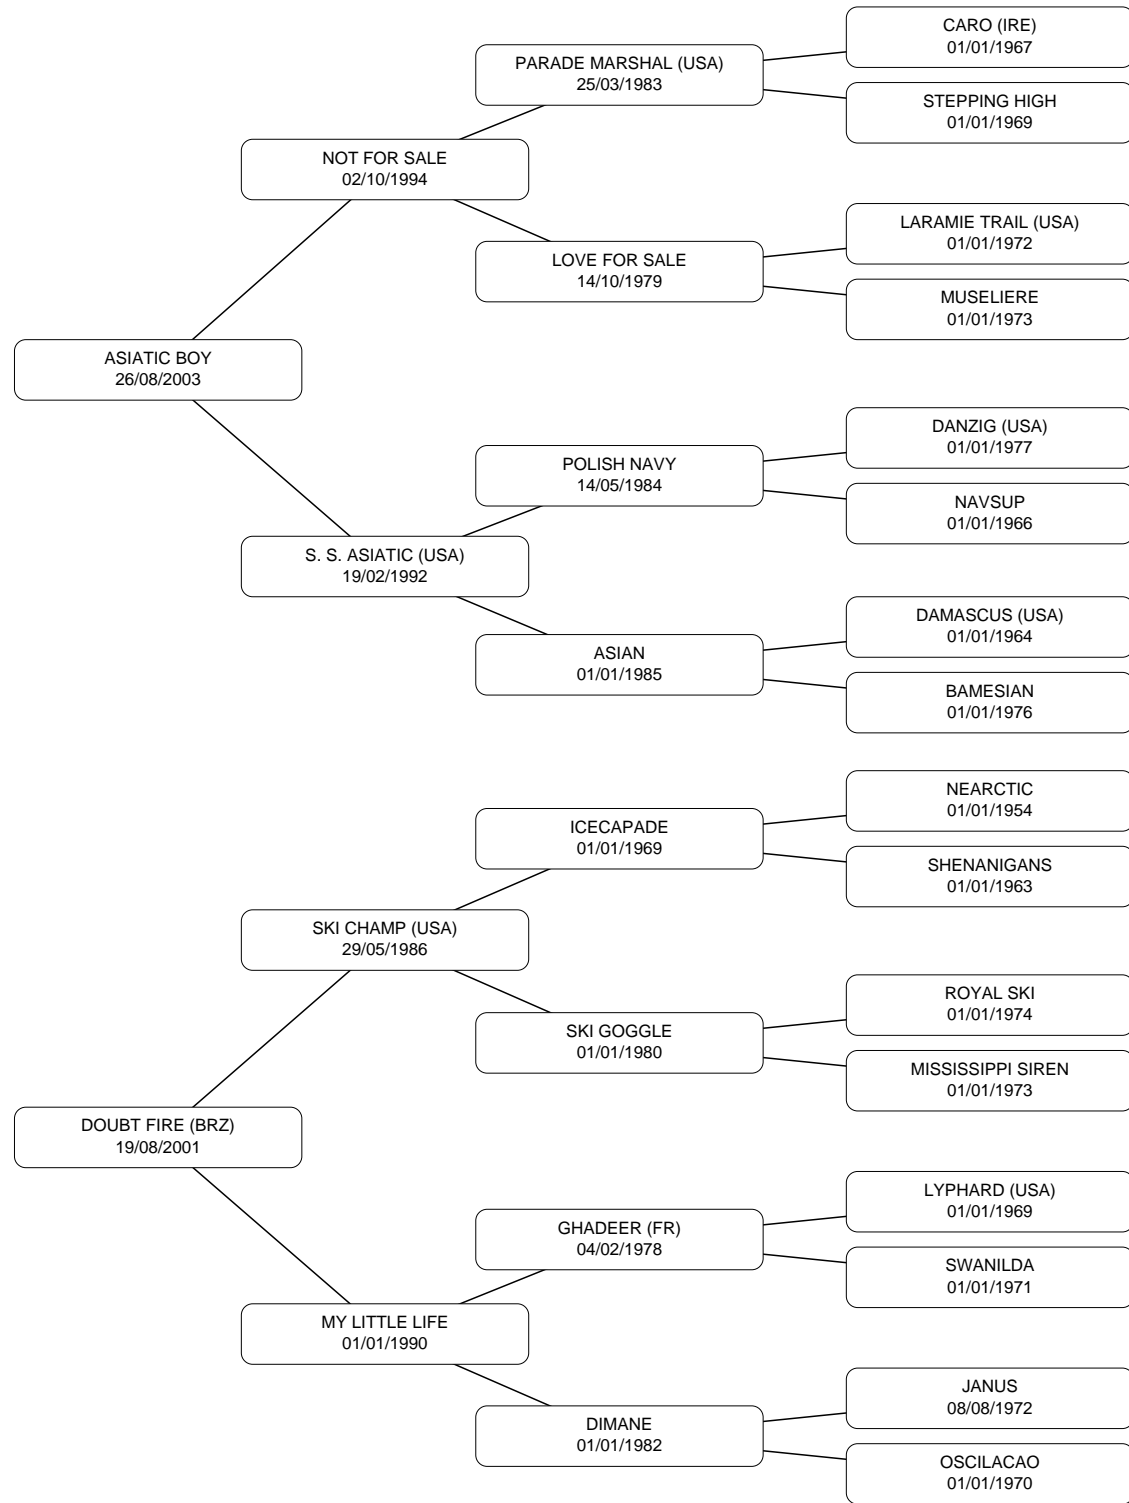 CARO (IRE)
01/01/1967
PARADE MARSHAL (USA)
25/03/1983
STEPPING HIGH
01/01/1969
NOT FOR SALE
02/10/1994
LARAMIE TRAIL (USA)
01/01/1972
LOVE FOR SALE
14/10/1979
MUSELIERE
01/01/1973
ASIATIC BOY
26/08/2003
DANZIG (USA)
01/01/1977
POLISH NAVY
14/05/1984
NAVSUP
01/01/1966
S. S. ASIATIC (USA)
19/02/1992
DAMASCUS (USA)
01/01/1964
ASIAN
01/01/1985
BAMESIAN
01/01/1976
NEARCTIC
01/01/1954
ICECAPADE
01/01/1969
SHENANIGANS
01/01/1963
SKI CHAMP (USA)
29/05/1986
ROYAL SKI
01/01/1974
SKI GOGGLE
01/01/1980
MISSISSIPPI SIREN
01/01/1973
DOUBT FIRE (BRZ)
19/08/2001
LYPHARD (USA)
01/01/1969
GHADEER (FR)
04/02/1978
SWANILDA
01/01/1971
MY LITTLE LIFE
01/01/1990
JANUS
08/08/1972
DIMANE
01/01/1982
OSCILACAO
01/01/1970